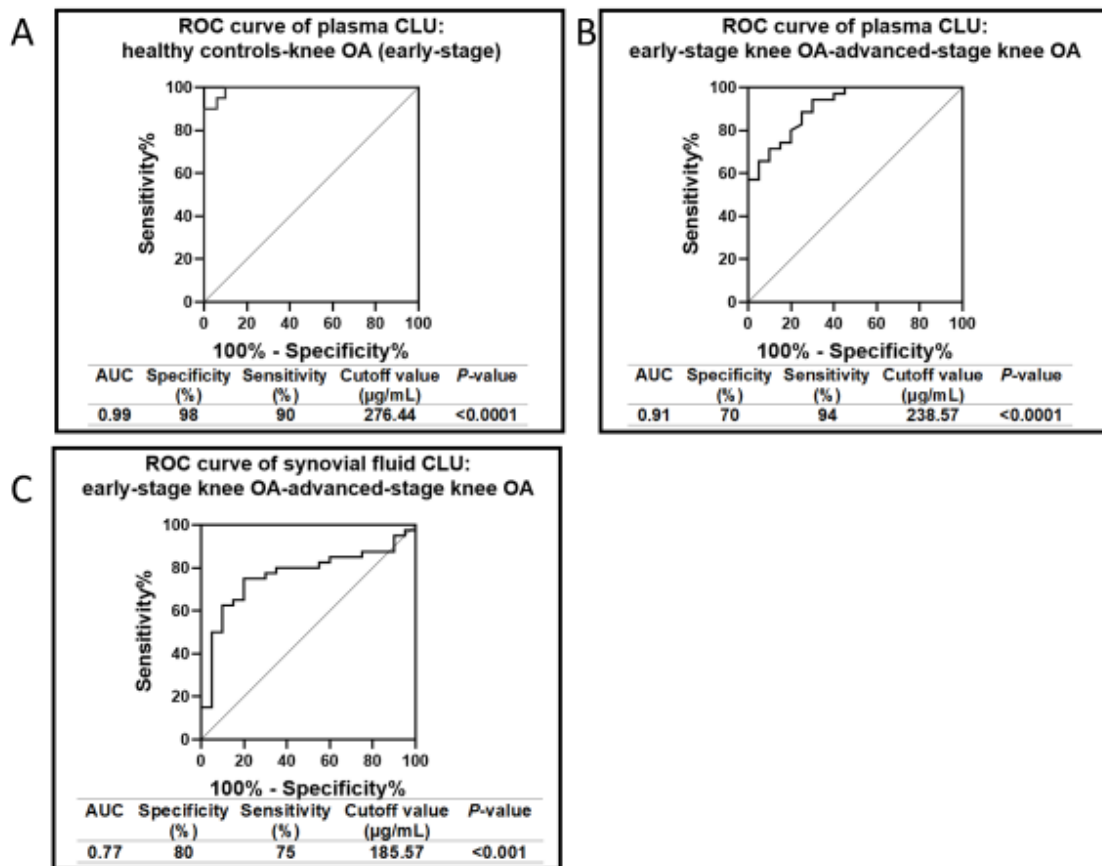 A
ROC curve of plasma CLU:
healthy controls-knee OA (early-stage)
Sensitivity%
100
80
60
40
20
0
0 20 40 60 80 100
100% - Specificity%
AUC Specificity (%) Sensitivity (%) Cutoff value (µg/mL) P-value
0.99 98 90 276.44 <0.0001
B
ROC curve of plasma CLU:
early-stage knee OA-advanced-stage knee OA
Sensitivity%
100
80
60
40
20
0
0 20 40 60 80 100
100% - Specificity%
AUC Specificity (%) Sensitivity (%) Cutoff value (µg/mL) P-value
0.91 70 94 238.57 <0.0001
C
ROC curve of synovial fluid CLU:
early-stage knee OA-advanced-stage knee OA
Sensitivity%
100
80
60
40
20
0
0 20 40 60 80 100
100% - Specificity%
AUC Specificity (%) Sensitivity (%) Cutoff value (µg/mL) P-value
0.77 80 75 185.57 <0.001